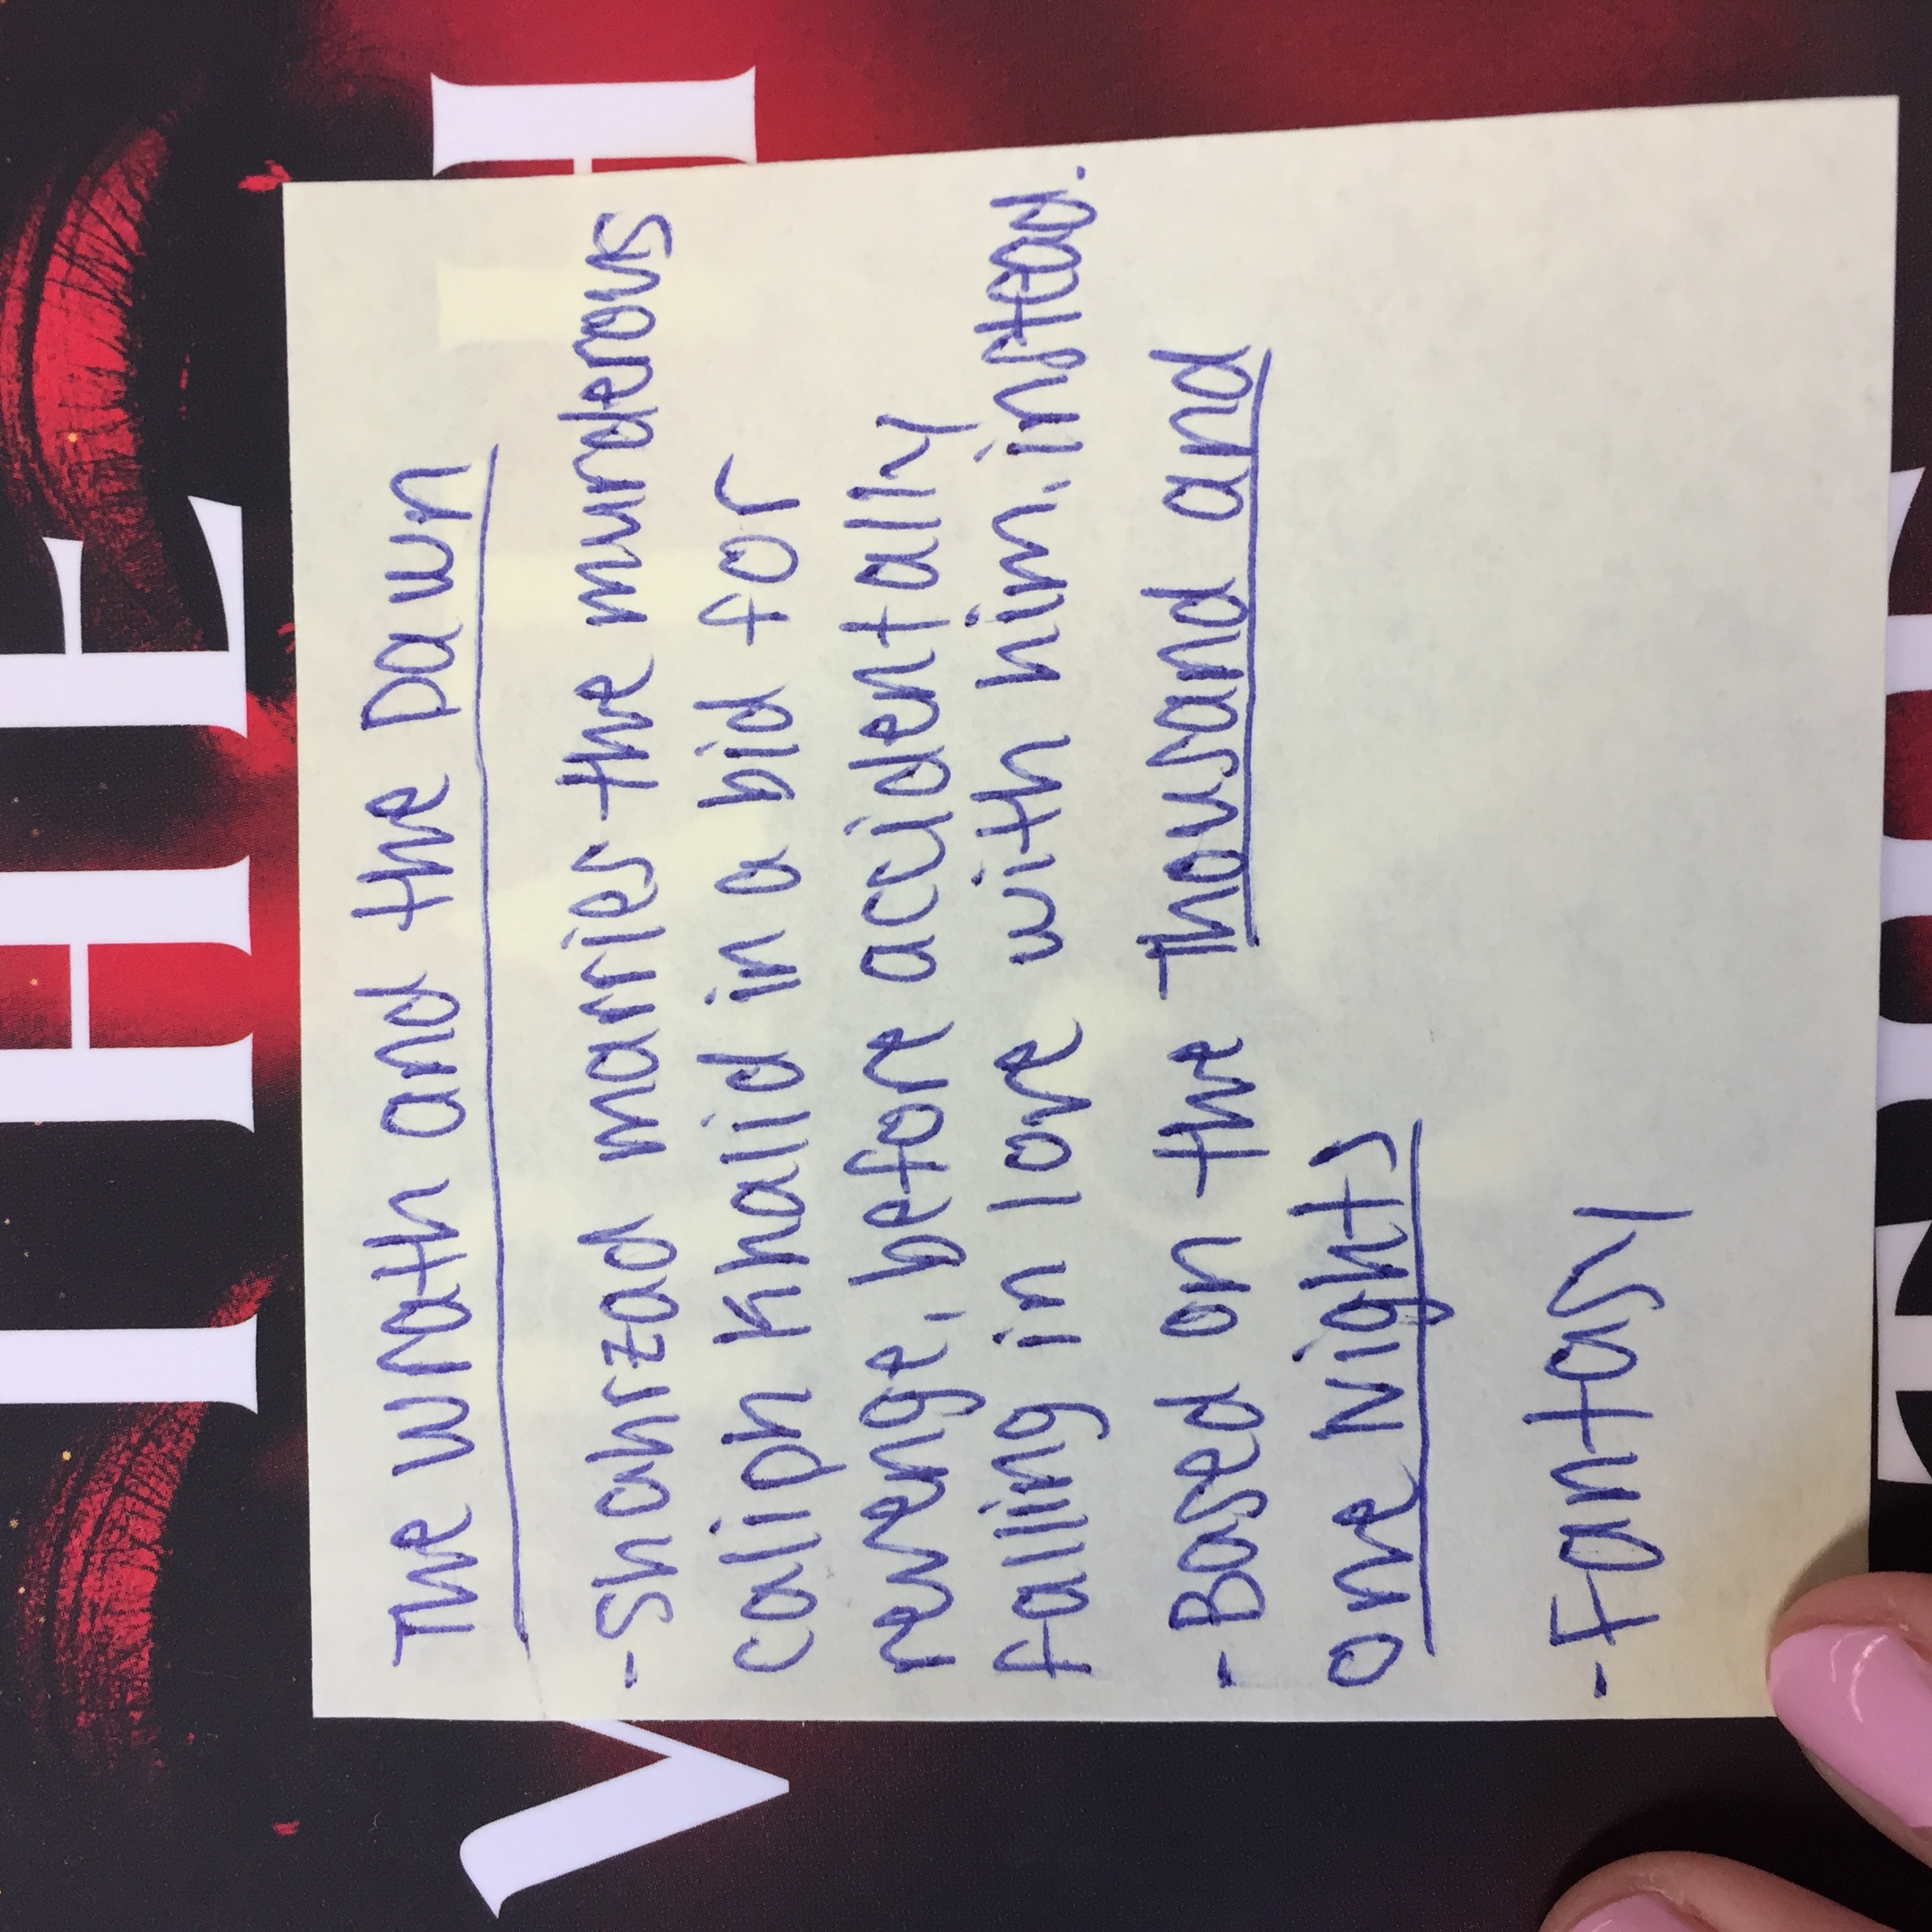 THE
W H
The Wrath and the Dawn
-Shahrzad marries the murderous
caliph Khalid in a bid for
revenge, before accidentally
falling in love with him. instead.
-Based on the Thousand and
One Nights
-Fantasy
THE